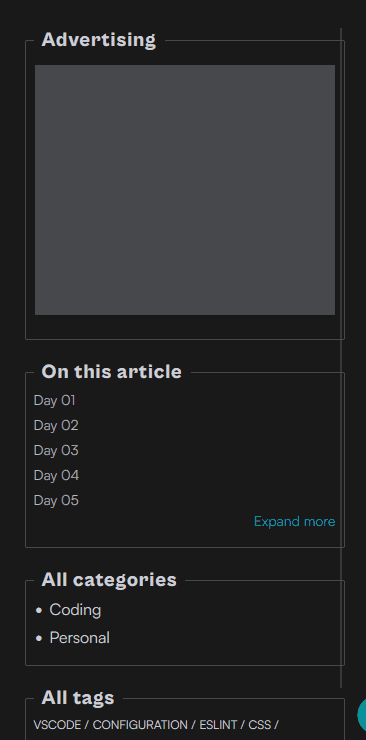 Advertising
On this article
Day 01
Day 02
Day 03
Day 04
Day 05
Expand more
All categories
• Coding
• Personal
All tags
VSCODE / CONFIGURATION / ESLINT / CSS /